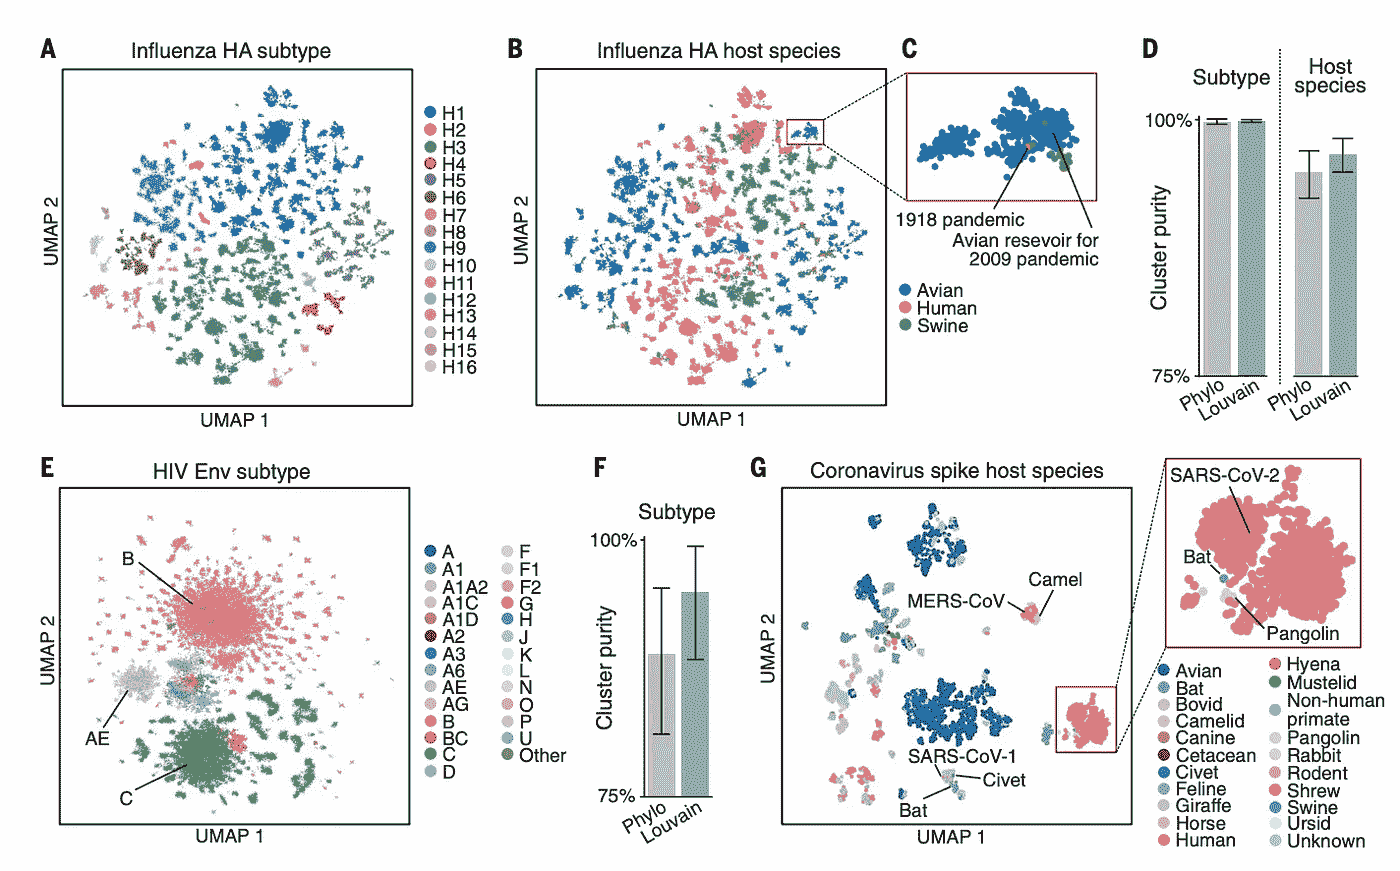 A
Influenza HA subtype
UMAP 2
UMAP 1
H1
H2
H3
H4
H5
H6
H7
H8
H9
H10
H11
H12
H13
H14
H15
H16
B
Influenza HA host species
UMAP 2
UMAP 1
C
1918 pandemic
Avian resevoir for
2009 pandemic
Avian
Human
Swine
D
Subtype
Host
species
100%
Cluster purity
75%
Phylo
Louvain
Phylo
Louvain
E
HIV Env subtype
UMAP 2
B
AE
C
UMAP 1
A
A1
A1A2
A1C
A1D
A2
A3
A6
AE
AG
B
BC
C
D
F
F1
F2
G
H
J
K
L
N
O
P
U
Other
F
Subtype
100%
Cluster purity
75%
Phylo
Louvain
G
Coronavirus spike host species
UMAP 2
MERS-CoV
Camel
SARS-CoV-1
Civet
Bat
UMAP 1
SARS-CoV-2
Bat
Pangolin
Avian
Bat
Bovid
Camelid
Canine
Cetacean
Civet
Feline
Giraffe
Horse
Human
Hyena
Mustelid
Non-human
primate
Pangolin
Rabbit
Rodent
Shrew
Swine
Ursid
Unknown